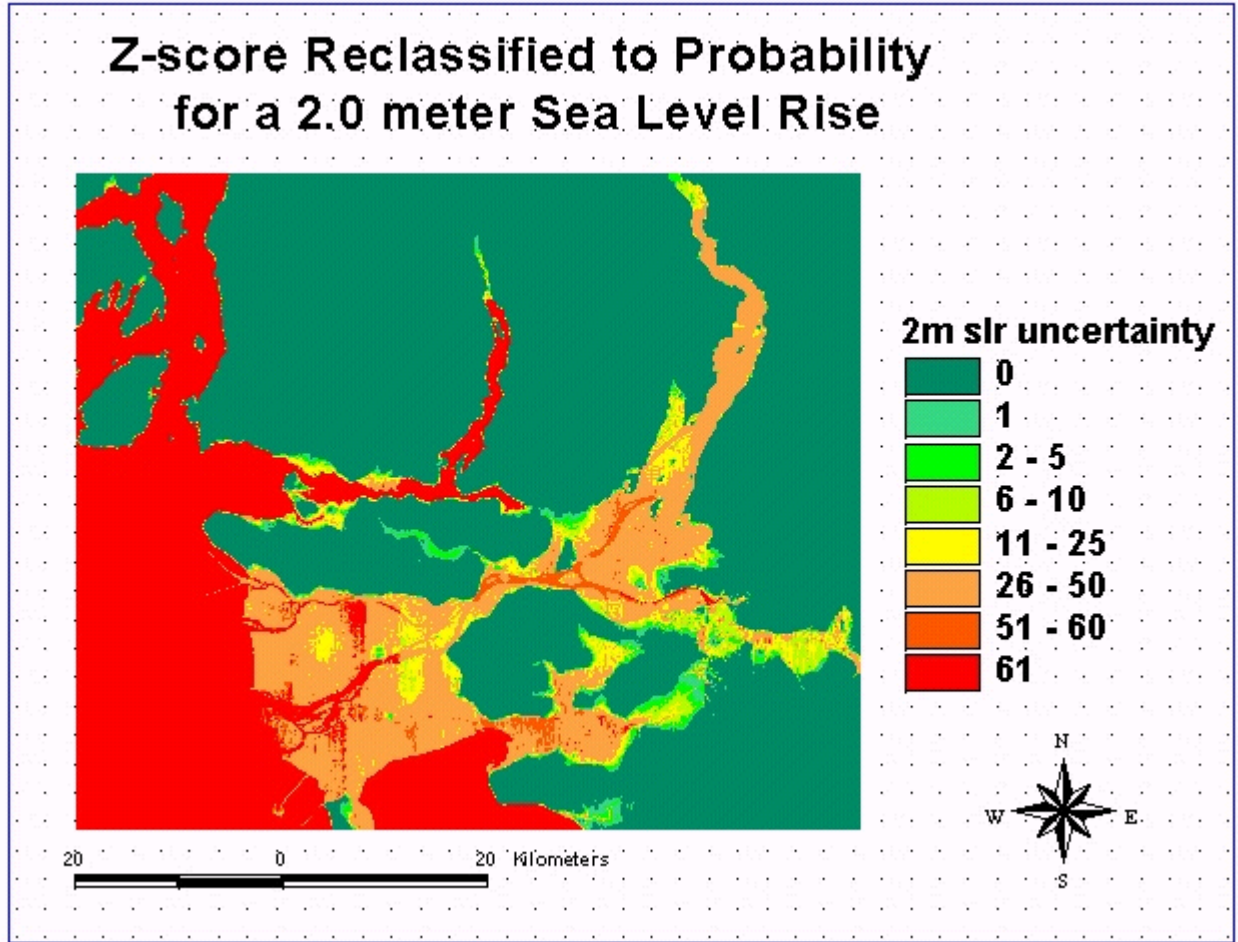 Z-score Reclassified to Probability
for a 2.0 meter Sea Level Rise
2m slr uncertainty
0
1
2 - 5
6 - 10
11 - 25
26 - 50
51 - 60
61
N
W E
S
20 0 20 Kilometers